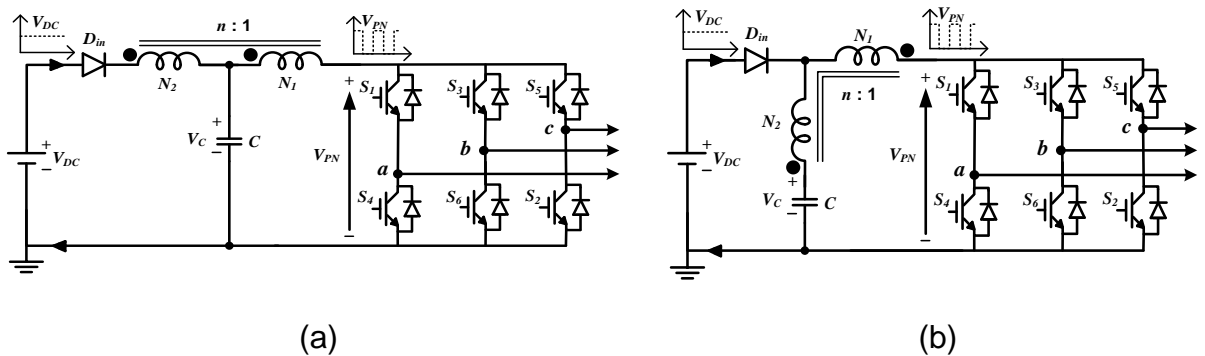 V_DC
D_in
n : 1
V_PN
N_2
N_1
S_1
S_3
S_5
+
c
V_C
+
−
C
V_PN
b
+
−
V_DC
a
S_4
S_6
S_2
−
(a)
V_DC
D_in
N_1
V_PN
n : 1
+
S_1
S_3
S_5
N_2
c
V_PN
b
+
−
V_DC
a
V_C
+
−
C
S_4
S_6
S_2
−
(b)